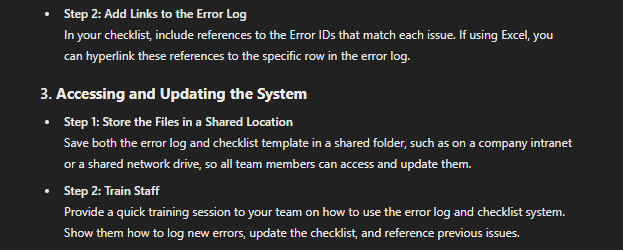 • Step 2: Add Links to the Error Log
In your checklist, include references to the Error IDs that match each issue. If using Excel, you
can hyperlink these references to the specific row in the error log.
3. Accessing and Updating the System
• Step 1: Store the Files in a Shared Location
Save both the error log and checklist template in a shared folder, such as on a company intranet
or a shared network drive, so all team members can access and update them.
• Step 2: Train Staff
Provide a quick training session to your team on how to use the error log and checklist system.
Show them how to log new errors, update the checklist, and reference previous issues.